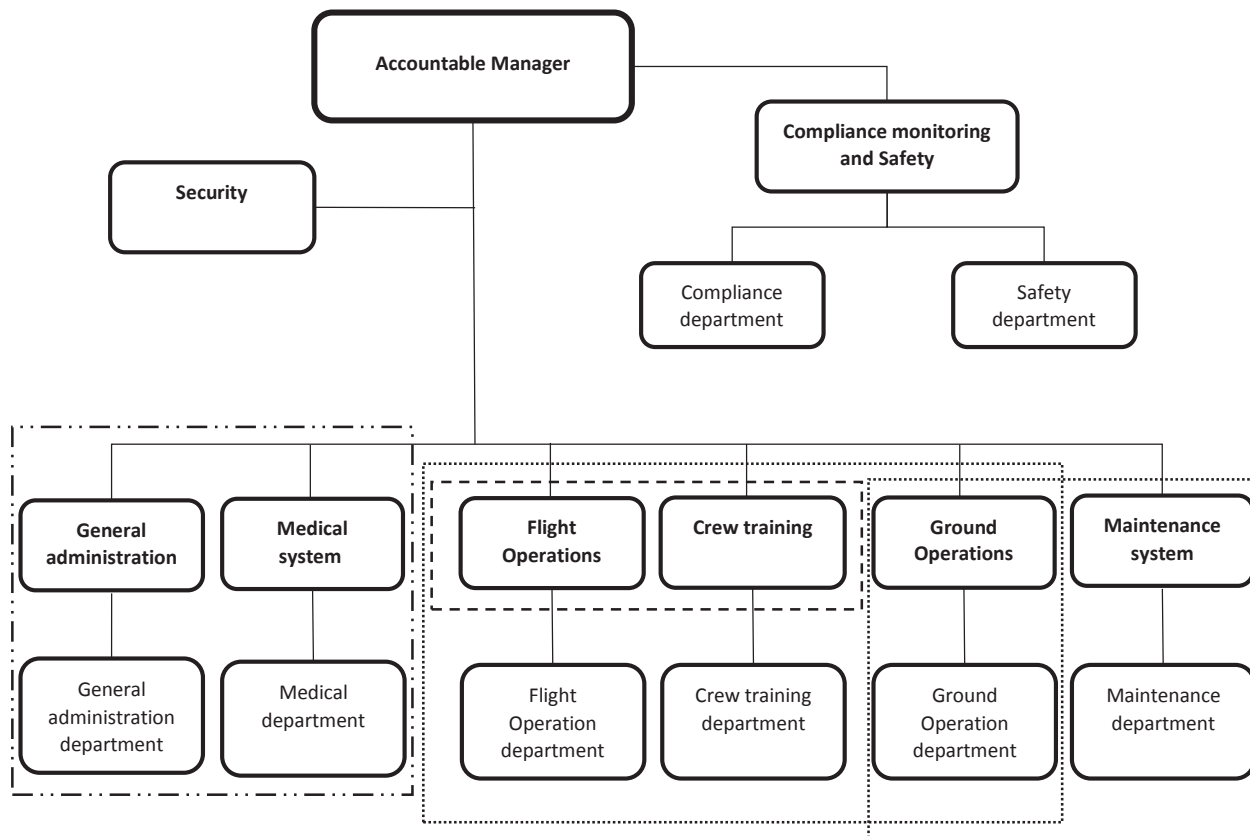 Accountable Manager
Compliance monitoring
and Safety
Security
Compliance
department
Safety
department
General
administration
Medical
system
Flight
Operations
Crew training
Ground
Operations
Maintenance
system
General
administration
department
Medical
department
Flight
Operation
department
Crew training
department
Ground
Operation
department
Maintenance
department